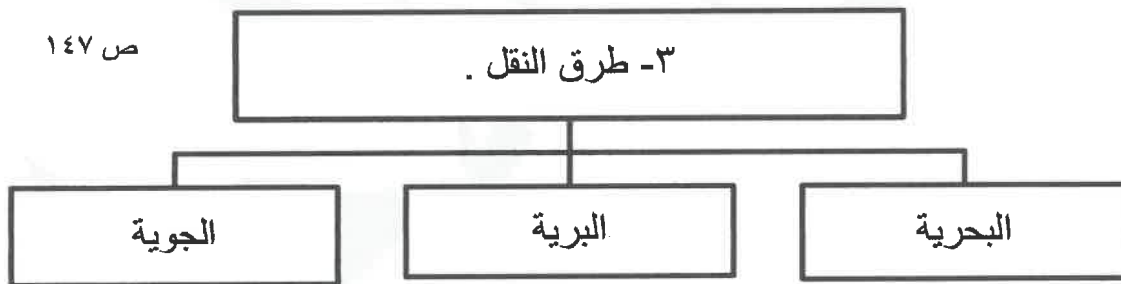 ص ١٤٧
٣- طرق النقل .
البحرية
البرية
الجوية